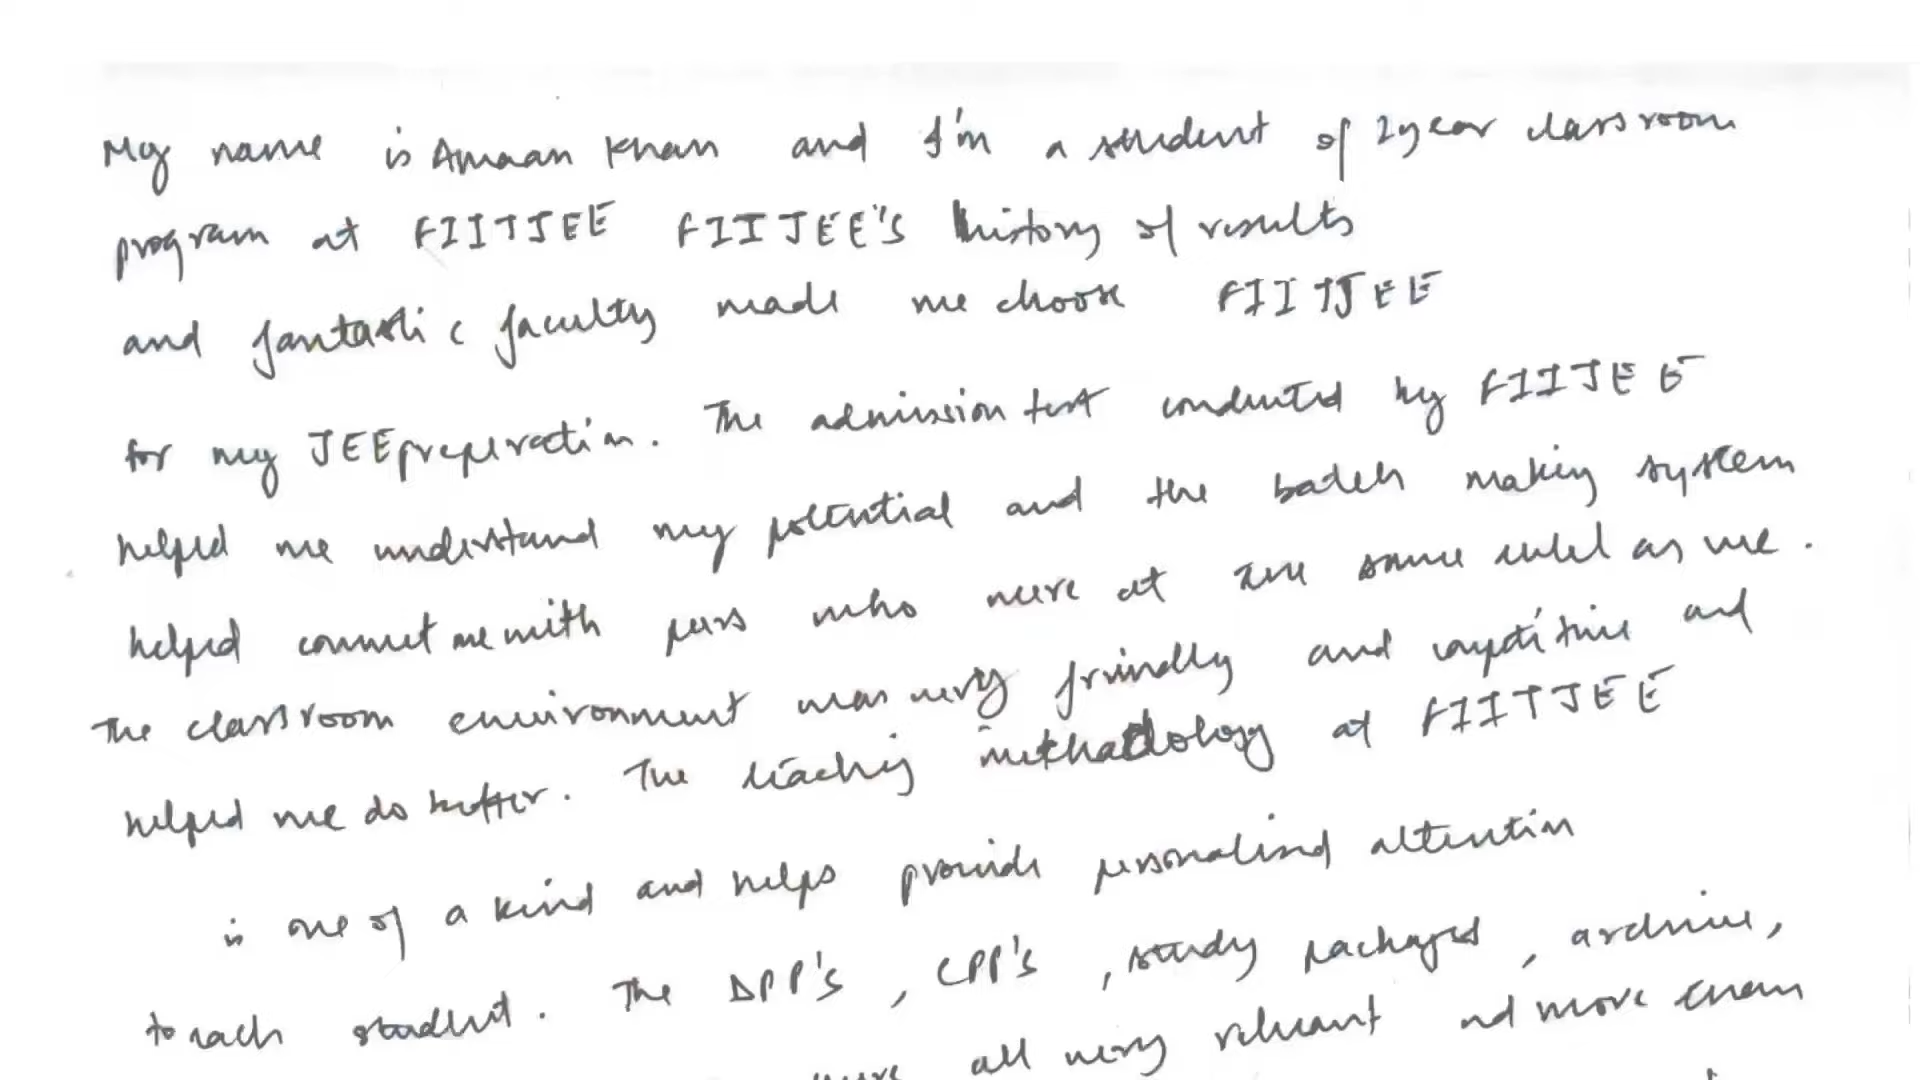 My name is Amaan Khan and I'm a student of 2year classroom
program at FIITJEE FIITJEE'S history of results
and fantastic faculty made me choose FIITJEE
for my JEE preperation. The admission test conducted by FIITJEE
helped me understand my potential and the batch making system
helped connect me with peers who were at the same level as me.
The classroom environment was very friendly and competitive and
helped me do better. The teaching methodology at FIITJEE
is one of a kind and helps provide personalised attention
to each student. The DPP'S, CPP'S, study packages, archive,
all very relevant and more than